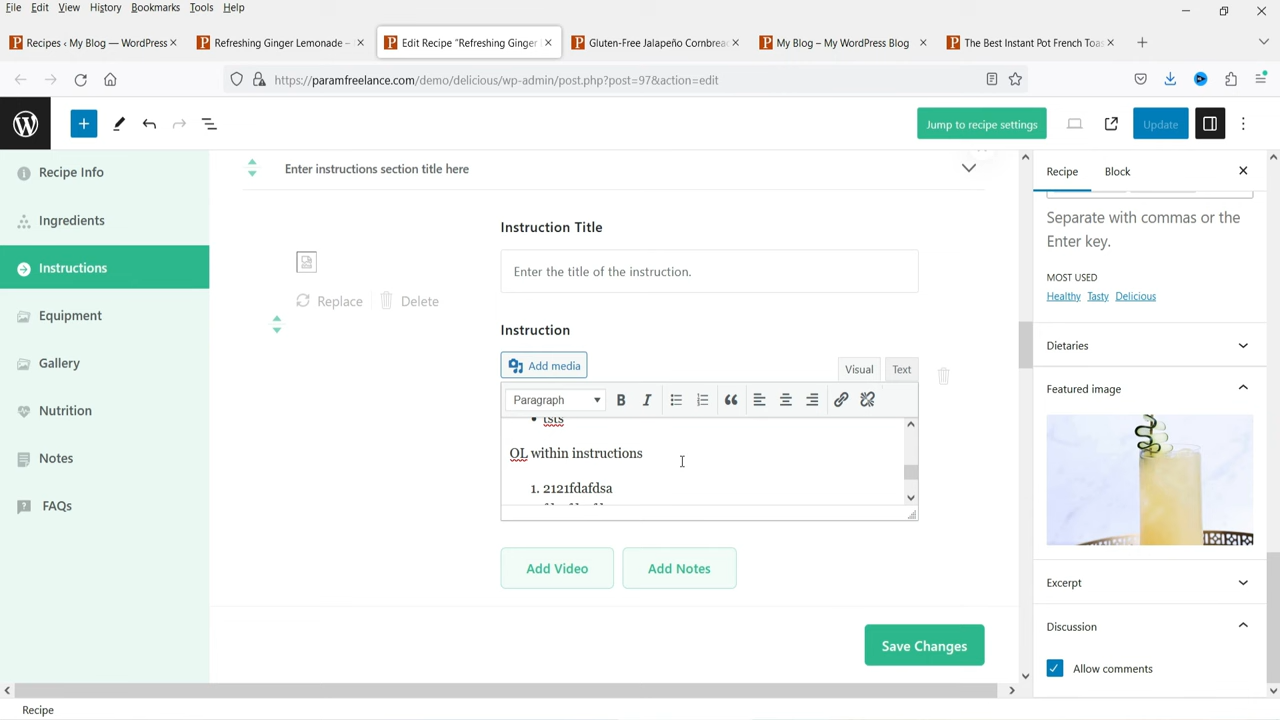 File Edit View History Bookmarks Tools Help
Recipes ‹ My Blog — WordPress
Refreshing Ginger Lemonade –
Edit Recipe “Refreshing Ginger
Gluten-Free Jalapeño Cornbrea
My Blog – My WordPress Blog
The Best Instant Pot French Toas
https://paramfreelance.com/demo/delicious/wp-admin/post.php?post=97&action=edit
Jump to recipe settings
Update
Recipe Info
Ingredients
Instructions
Equipment
Gallery
Nutrition
Notes
FAQs
Enter instructions section title here
Instruction Title
Enter the title of the instruction.
Replace
Delete
Instruction
Add media
Visual
Text
Paragraph
B I
• tsts
OL within instructions
1. 2121fdafdsa
Add Video
Add Notes
Save Changes
Recipe
Block
Separate with commas or the
Enter key.
MOST USED
Healthy Tasty Delicious
Dietaries
Featured image
Excerpt
Discussion
Allow comments
Recipe